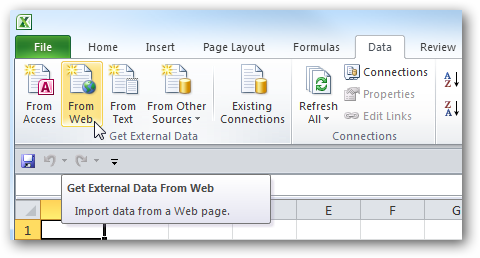 File Home Insert Page Layout Formulas Data Review
From Access
From Web
From Text
From Other Sources
Existing Connections
Refresh All
Connections
Properties
Edit Links
A Z
Z A
Get External Data
Connections
Get External Data From Web
Import data from a Web page.
E F G
1